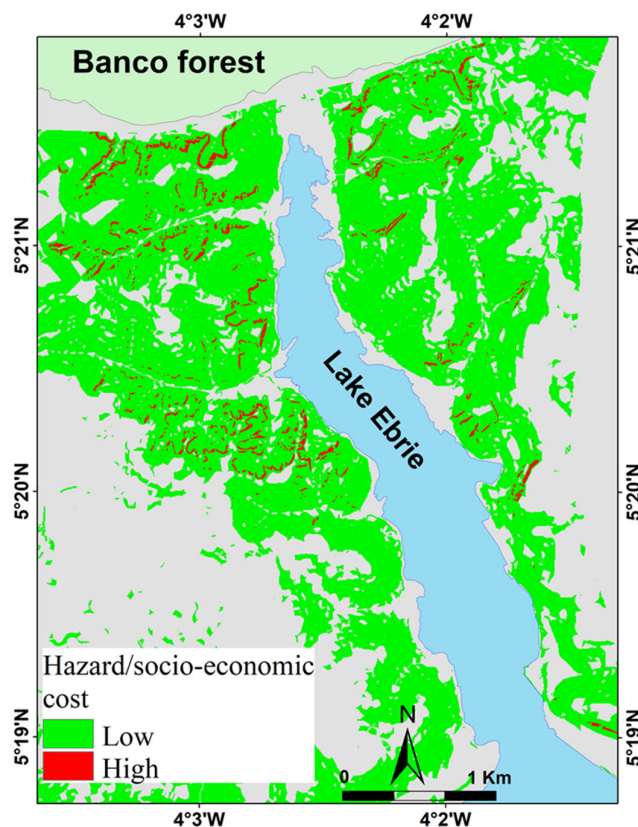 4°3'W 4°2'W
Banco forest
5°21'N 5°21'N
Lake Ebrie
5°20'N 5°20'N
Hazard/socio-economic
cost
Low
High
N
0 1 Km
5°19'N 5°19'N
4°3'W 4°2'W